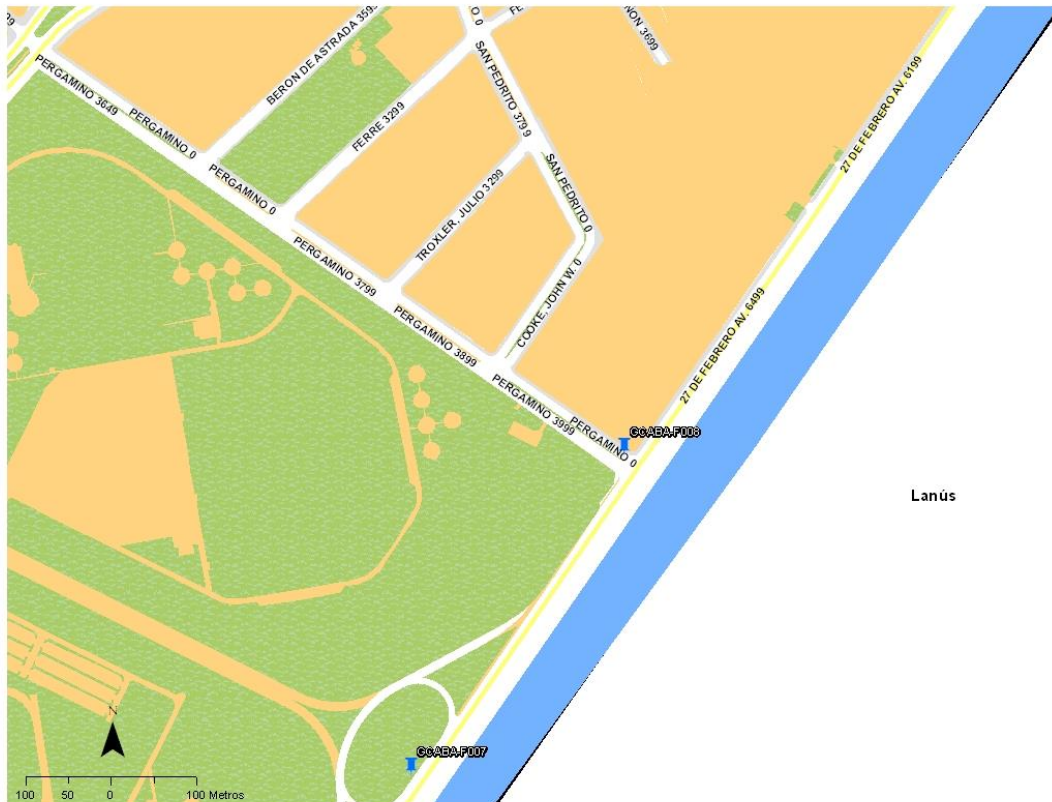 BERON DE ASTRADA 359
NON 3699
27 DE FEBRERO AV. 6199
SAN PEDRITO 3799
PERGAMINO 3649
PERGAMINO 0
FERRE 3299
SAN PEDRITO 0
PERGAMINO 0
TROXLER, JULIO 3299
COOKE, JOHN W. 0
PERGAMINO 3799
27 DE FEBRERO AV. 6499
PERGAMINO 3899
PERGAMINO 3999
PERGAMINO 0
GCABA-F008
Lanús
N
GCABA-F007
100 50 0 100 Metros